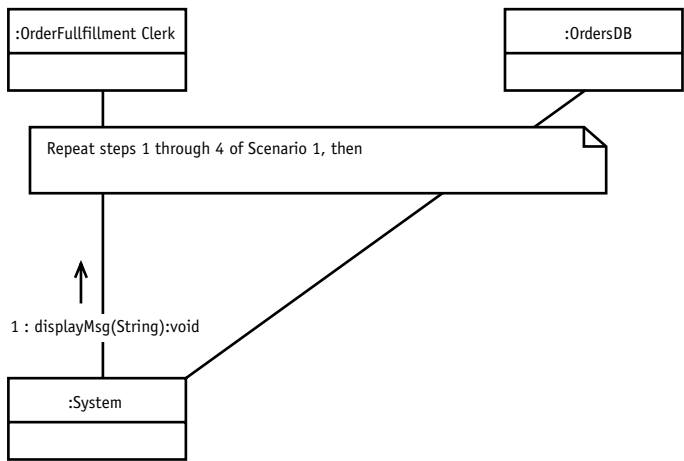 :OrderFullfillment Clerk
:OrdersDB
Repeat steps 1 through 4 of Scenario 1, then
1 : displayMsg(String):void
:System